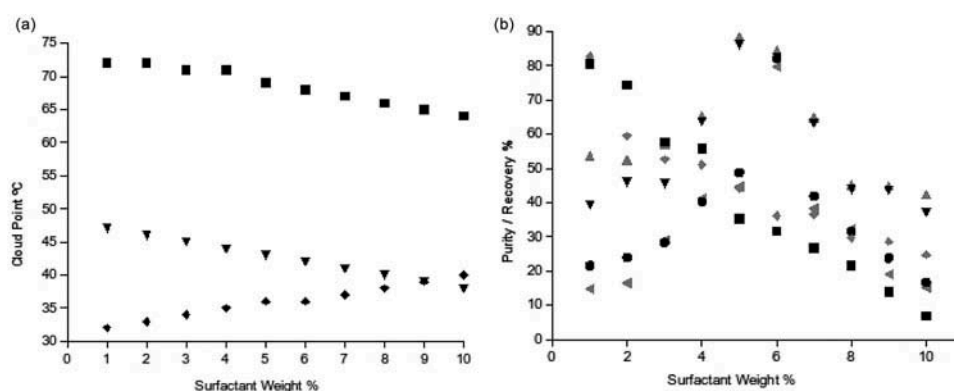 (a)
75
70
65
60
55
50
45
40
35
30
Cloud Point ºC
0 1 2 3 4 5 6 7 8 9 10
Surfactant Weight %
(b)
90
80
70
60
50
40
30
20
10
0
Purity / Recovery %
0 2 4 6 8 10
Surfactant Weight %